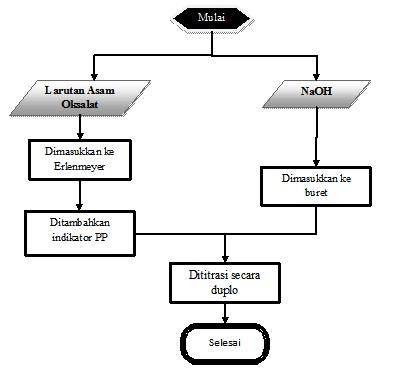 Mulai
Larutan Asam
Oksalat
NaOH
Dimasukkan ke
Erlenmeyer
Dimasukkan ke
buret
Ditambahkan
indikator PP
Dititrasi secara
duplo
Selesai